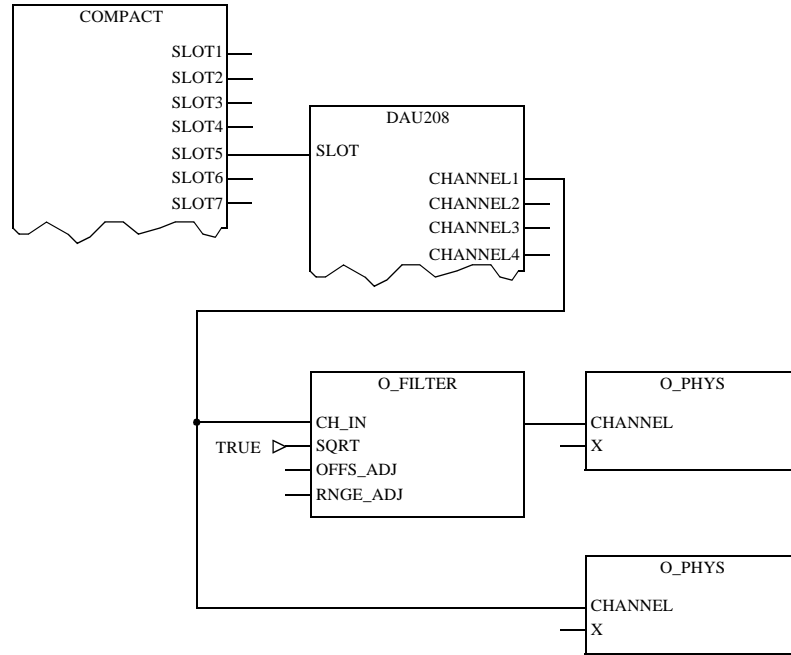 COMPACT
SLOT1
SLOT2
SLOT3
SLOT4
SLOT5
SLOT6
SLOT7
DAU208
SLOT
CHANNEL1
CHANNEL2
CHANNEL3
CHANNEL4
O_FILTER
CH_IN
TRUE SQRT
OFFS_ADJ
RNGE_ADJ
O_PHYS
CHANNEL
X
O_PHYS
CHANNEL
X